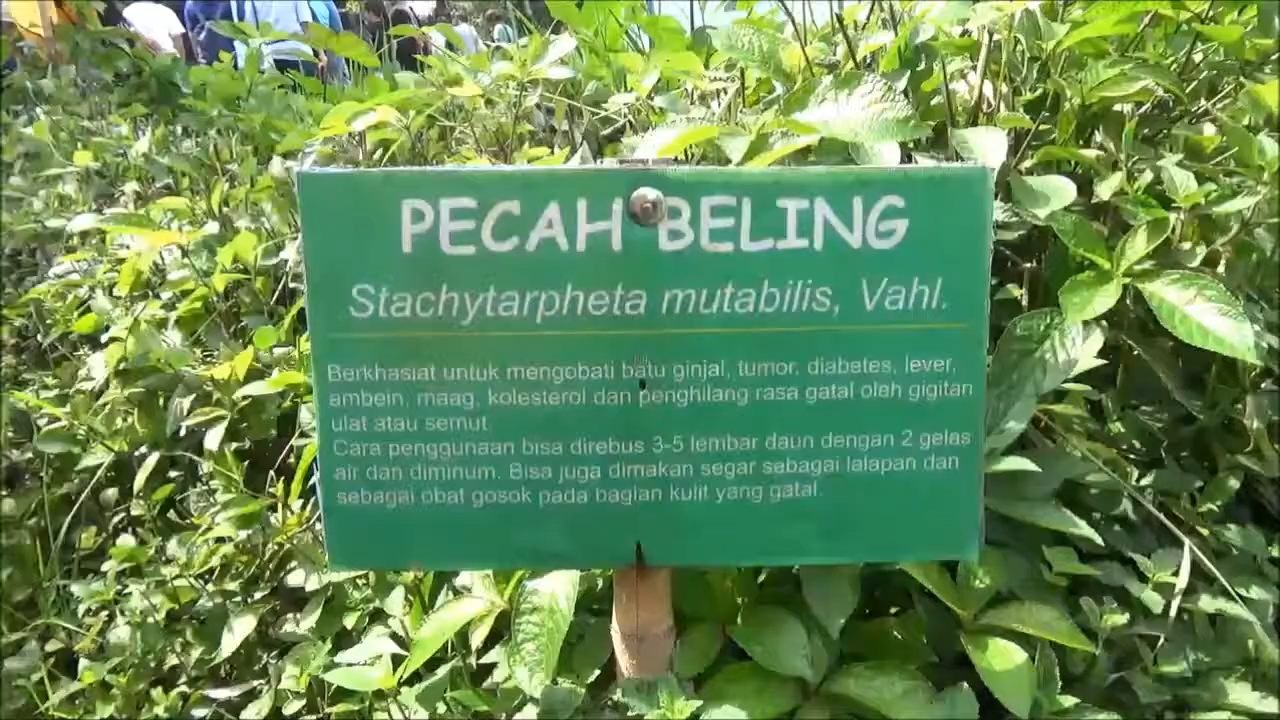 PECAH BELING
Stachytarpheta mutabilis, Vahl.
Berkhasiat untuk mengobati batu ginjal, tumor, diabetes, lever,
ambein, maag, kolesterol dan penghilang rasa gatal oleh gigitan
ulat atau semut.
Cara penggunaan bisa direbus 3-5 lembar daun dengan 2 gelas
air dan diminum. Bisa juga dimakan segar sebagai lalapan dan
sebagai obat gosok pada bagian kulit yang gatal.